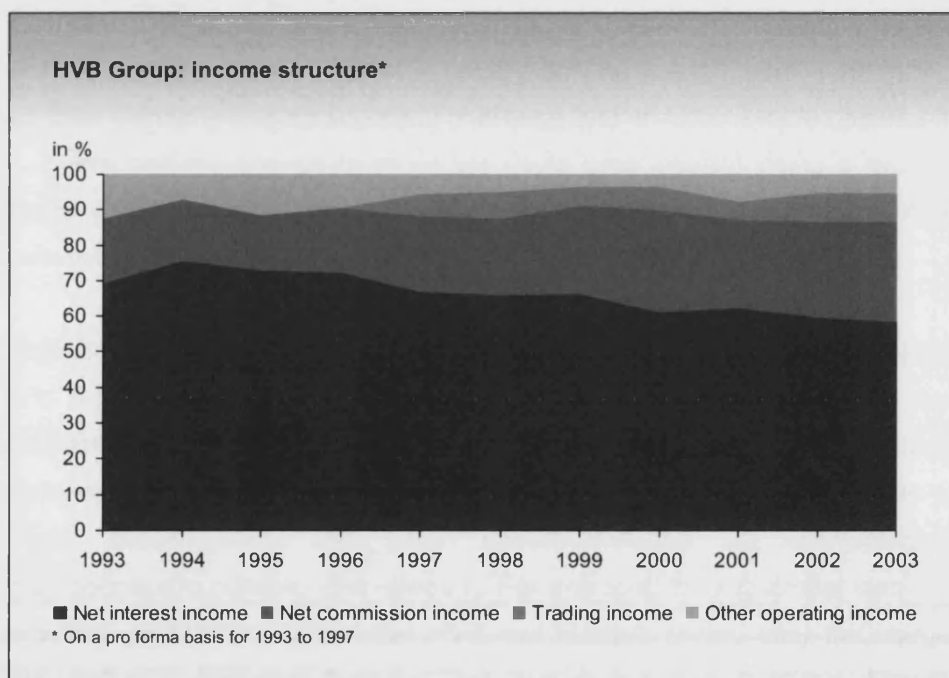 HVB Group: income structure*
in %
100
90
80
70
60
50
40
30
20
10
0
1993 1994 1995 1996 1997 1998 1999 2000 2001 2002 2003
Net interest income Net commission income Trading income Other operating income
* On a pro forma basis for 1993 to 1997